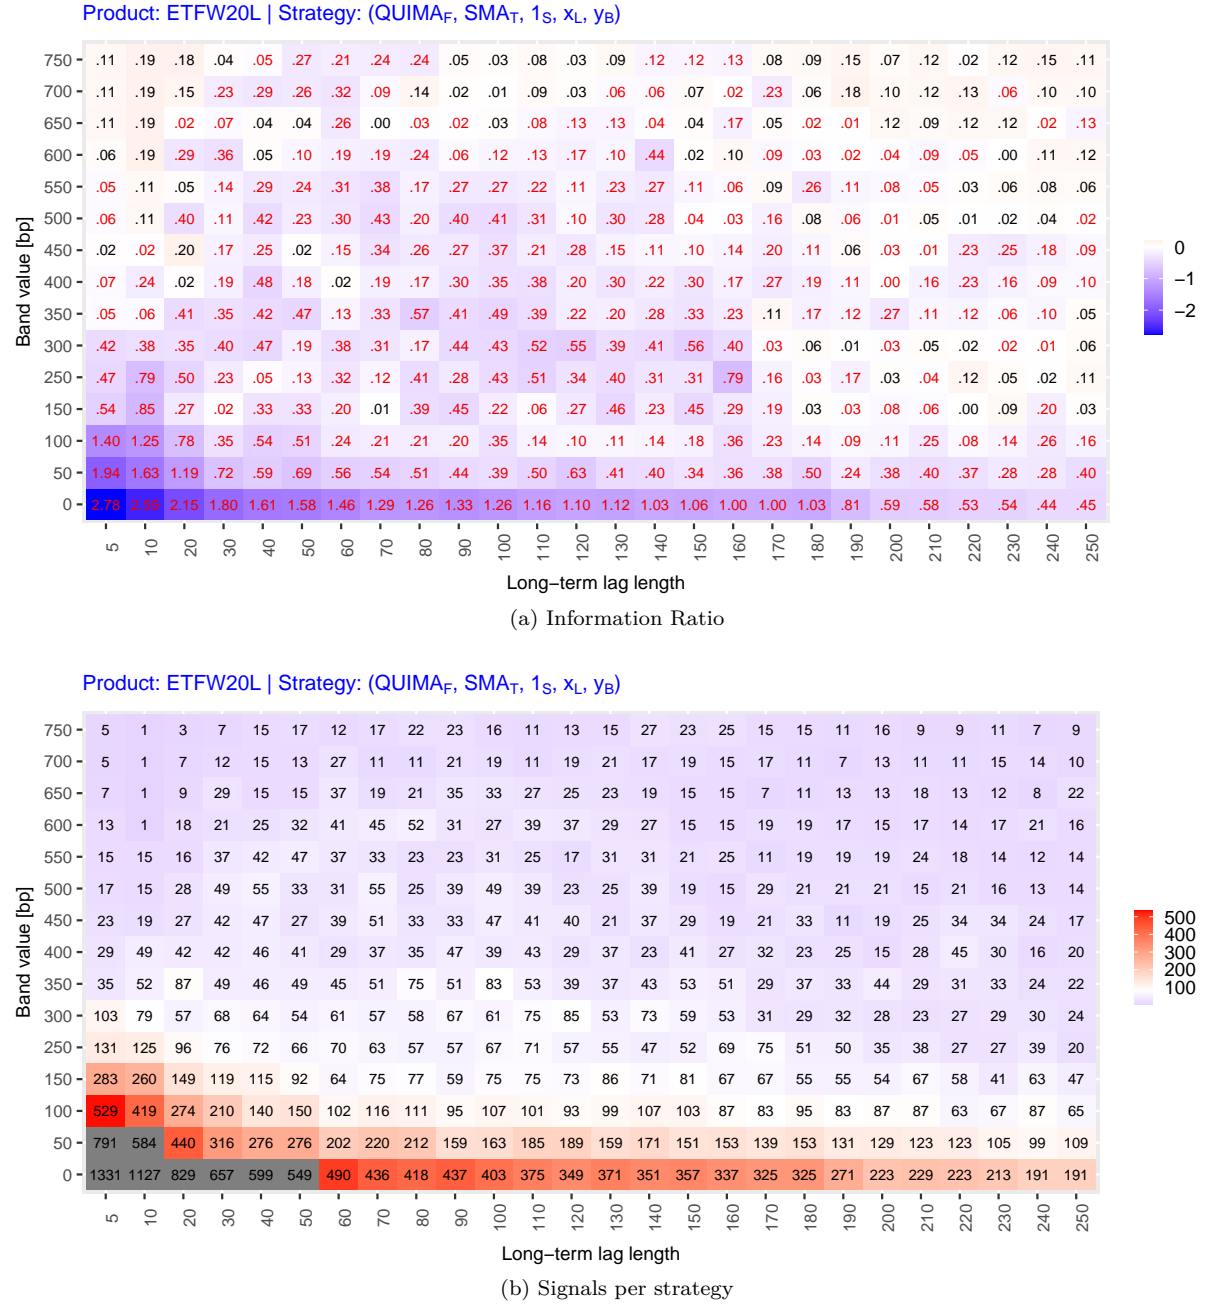 Product: ETFW20L | Strategy: (QUIMAF, SMAT, 1S, xL, yB)
750 .11 .19 .18 .04 .05 .27 .21 .24 .24 .05 .03 .08 .03 .09 .12 .12 .13 .08 .09 .15 .07 .12 .02 .12 .15 .11
700 .11 .19 .15 .23 .29 .26 .32 .09 .14 .02 .01 .09 .03 .06 .06 .07 .02 .23 .06 .18 .10 .12 .13 .06 .10 .10
650 .11 .19 .02 .07 .04 .04 .26 .00 .03 .02 .03 .08 .13 .13 .04 .04 .17 .05 .02 .01 .12 .09 .12 .12 .02 .13
600 .06 .19 .29 .36 .05 .10 .19 .19 .24 .06 .12 .13 .17 .10 .44 .02 .10 .09 .03 .02 .04 .09 .05 .00 .11 .12
550 .05 .11 .05 .14 .29 .24 .31 .38 .17 .27 .27 .22 .11 .23 .27 .11 .06 .09 .26 .11 .08 .05 .03 .06 .08 .06
500 .06 .11 .40 .11 .42 .23 .30 .43 .20 .40 .41 .31 .10 .30 .28 .04 .03 .16 .08 .06 .01 .05 .01 .02 .04 .02
450 .02 .02 .20 .17 .25 .02 .15 .34 .26 .27 .37 .21 .28 .15 .11 .10 .14 .20 .11 .06 .03 .01 .23 .25 .18 .09
400 .07 .24 .02 .19 .48 .18 .02 .19 .17 .30 .35 .38 .20 .30 .22 .30 .17 .27 .19 .11 .00 .16 .23 .16 .09 .10
350 .05 .06 .41 .35 .42 .47 .13 .33 .57 .41 .49 .39 .22 .20 .28 .33 .23 .11 .17 .12 .27 .11 .12 .06 .10 .05
300 .42 .38 .35 .40 .47 .19 .38 .31 .17 .44 .43 .52 .55 .39 .41 .56 .40 .03 .06 .01 .03 .05 .02 .02 .01 .06
250 .47 .79 .50 .23 .05 .13 .32 .12 .41 .28 .43 .51 .34 .40 .31 .31 .79 .16 .03 .17 .03 .04 .12 .05 .02 .11
150 .54 .85 .27 .02 .33 .33 .20 .01 .39 .45 .22 .06 .27 .46 .23 .45 .29 .19 .03 .03 .08 .06 .00 .09 .20 .03
100 1.40 1.25 .78 .35 .54 .51 .24 .21 .21 .20 .35 .14 .10 .11 .14 .18 .36 .23 .14 .09 .11 .25 .08 .14 .26 .16
50 1.94 1.63 1.19 .72 .59 .69 .56 .54 .51 .44 .39 .50 .63 .41 .40 .34 .36 .38 .50 .24 .38 .40 .37 .28 .28 .40
0 2.78 2.50 2.15 1.80 1.61 1.58 1.46 1.29 1.26 1.33 1.26 1.16 1.10 1.12 1.03 1.06 1.00 1.00 1.03 .81 .59 .58 .53 .54 .44 .45
5 10 20 30 40 50 60 70 80 90 100 110 120 130 140 150 160 170 180 190 200 210 220 230 240 250
Band value [bp]
Long−term lag length
0
−1
−2
(a) Information Ratio
Product: ETFW20L | Strategy: (QUIMAF, SMAT, 1S, xL, yB)
750 5 1 3 7 15 17 12 17 22 23 16 11 13 15 27 23 25 15 15 11 16 9 9 11 7 9
700 5 1 7 12 15 13 27 11 11 21 19 11 19 21 17 19 15 17 11 7 13 11 11 15 14 10
650 7 1 9 29 15 15 37 19 21 35 33 27 25 23 19 15 15 7 11 13 13 18 13 12 8 22
600 13 1 18 21 25 32 41 45 52 31 27 39 37 29 27 15 15 19 19 17 15 17 14 17 21 16
550 15 15 16 37 42 47 37 33 23 23 31 25 17 31 31 21 25 11 19 19 19 24 18 14 12 14
500 17 15 28 49 55 33 31 55 25 39 49 39 23 25 39 19 15 29 21 21 21 15 21 16 13 14
450 23 19 27 42 47 27 39 51 33 33 47 41 40 21 37 29 19 21 33 11 19 25 34 34 24 17
400 29 49 42 42 46 41 29 37 35 47 39 43 29 37 23 41 27 32 23 25 15 28 45 30 16 20
350 35 52 87 49 46 49 45 51 75 51 83 53 39 37 43 53 51 29 37 33 44 29 31 33 24 22
300 103 79 57 68 64 54 61 57 58 67 61 75 85 53 73 59 53 31 29 32 28 23 27 29 30 24
250 131 125 96 76 72 66 70 63 57 57 67 71 57 55 47 52 69 75 51 50 35 38 27 27 39 20
150 283 260 149 119 115 92 64 75 77 59 75 75 73 86 71 81 67 67 55 55 54 67 58 41 63 47
100 529 419 274 210 140 150 102 116 111 95 107 101 93 99 107 103 87 83 95 83 87 87 63 67 87 65
50 791 584 440 316 276 276 202 220 212 159 163 185 189 159 171 151 153 139 153 131 129 123 123 105 99 109
0 1331 1127 829 657 599 549 490 436 418 437 403 375 349 371 351 357 337 325 325 271 223 229 223 213 191 191
5 10 20 30 40 50 60 70 80 90 100 110 120 130 140 150 160 170 180 190 200 210 220 230 240 250
Band value [bp]
Long−term lag length
500
400
300
200
100
(b) Signals per strategy